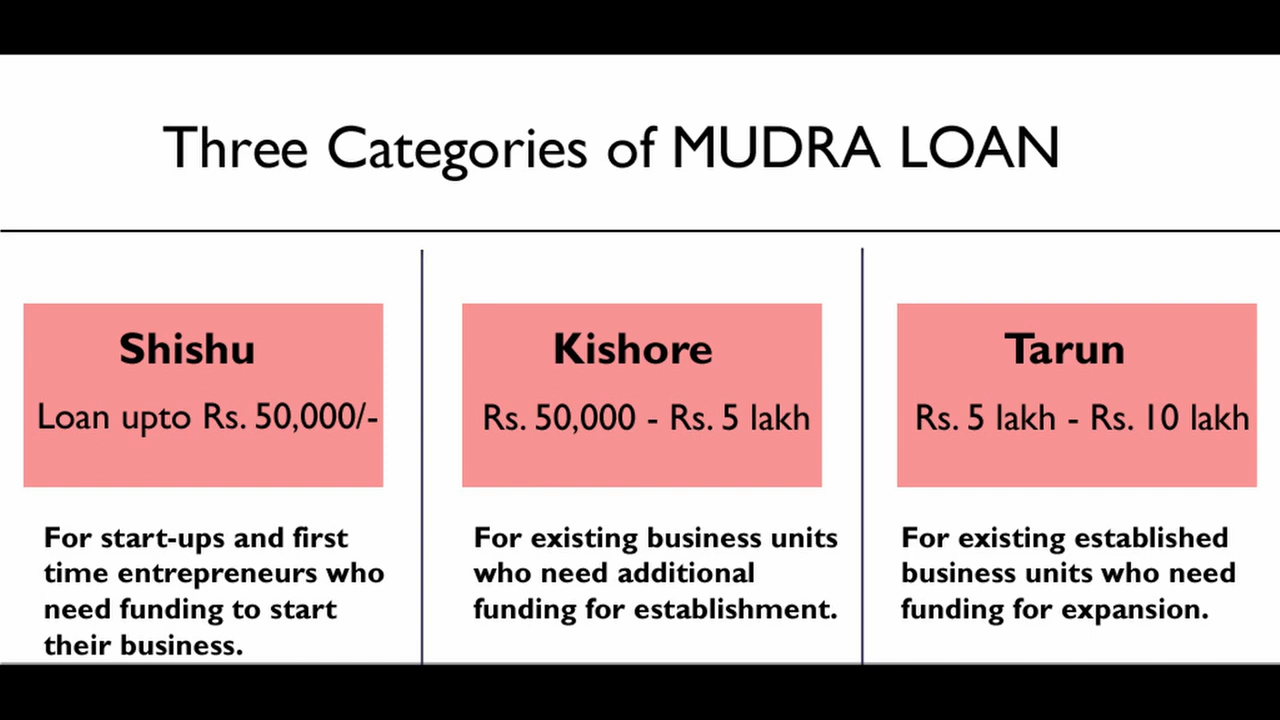 Three Categories of MUDRA LOAN
Shishu
Loan upto Rs. 50,000/-
For start-ups and first
time entrepreneurs who
need funding to start
their business.
Kishore
Rs. 50,000 - Rs. 5 lakh
For existing business units
who need additional
funding for establishment.
Tarun
Rs. 5 lakh - Rs. 10 lakh
For existing established
business units who need
funding for expansion.